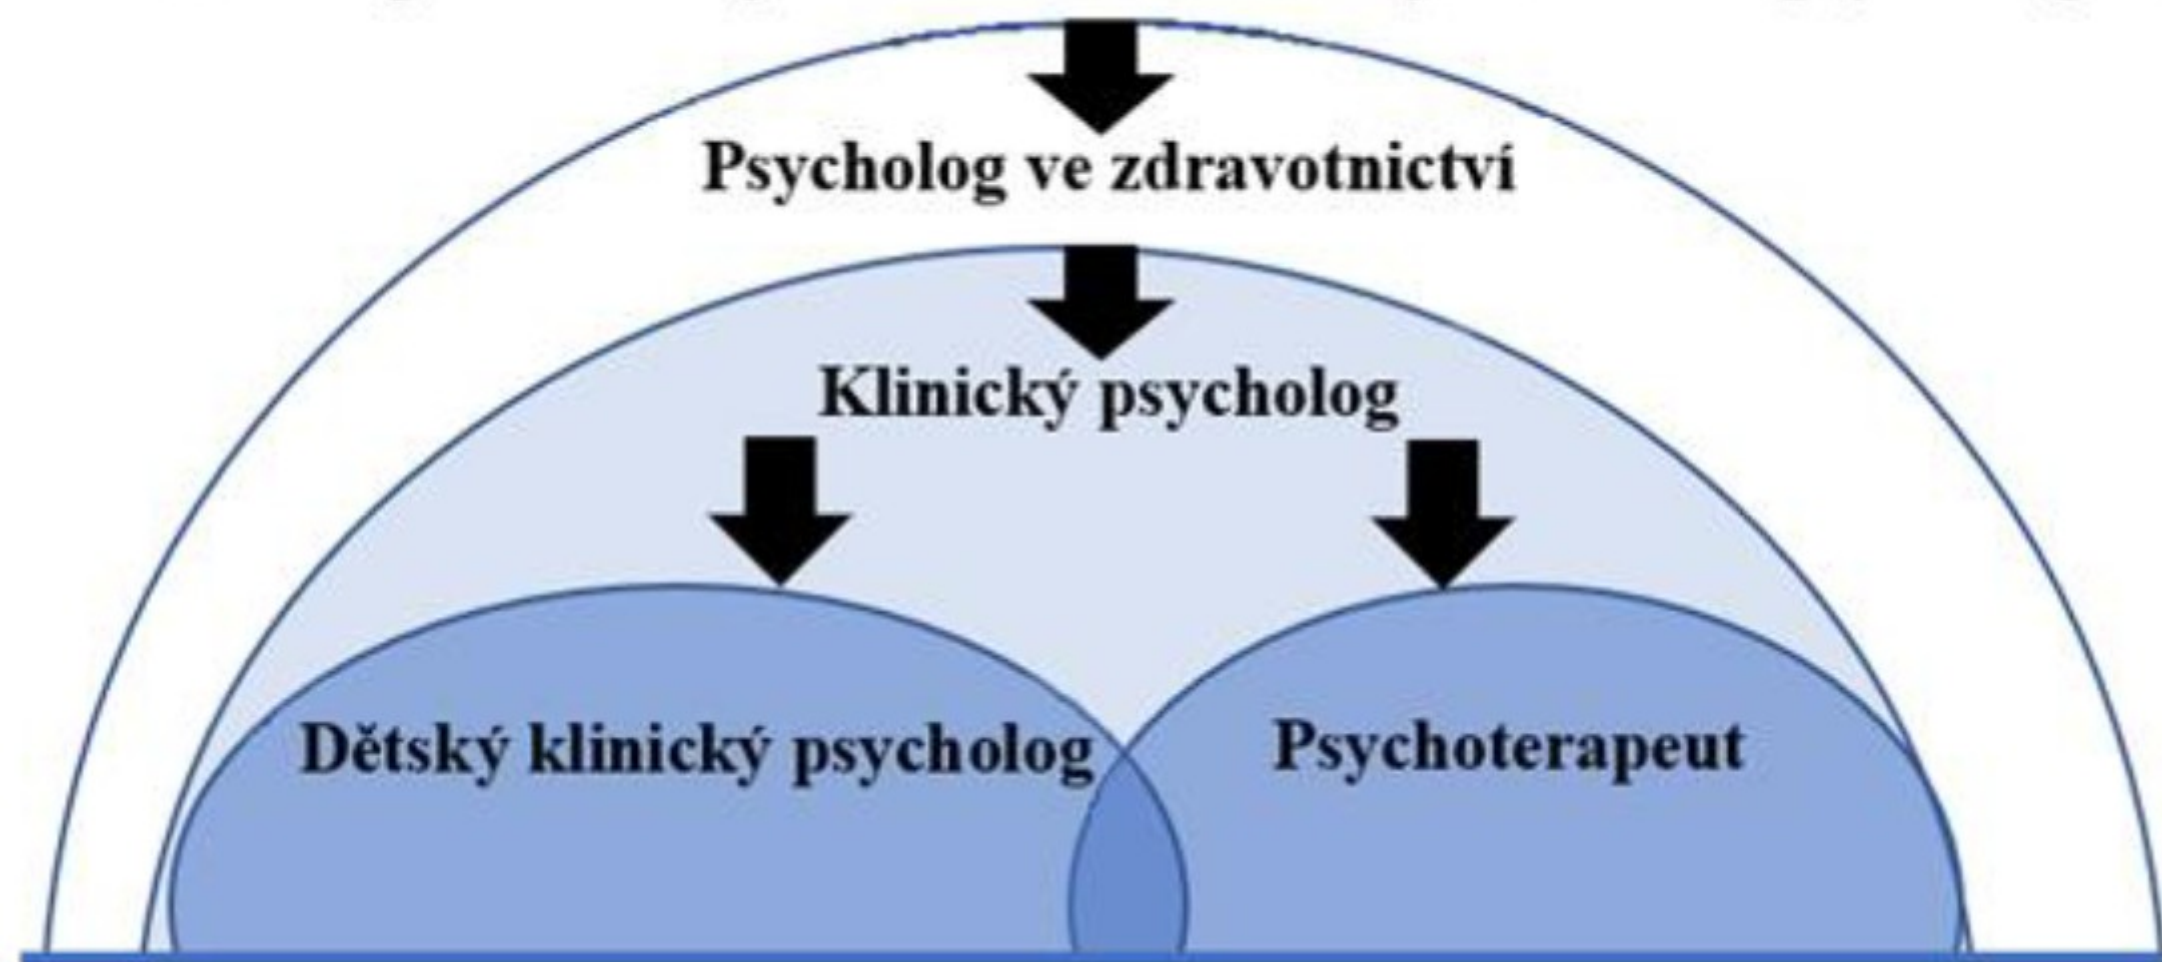 Psycholog ve zdravotnictví
Klinický psycholog
Dětský klinický psycholog
Psychoterapeut